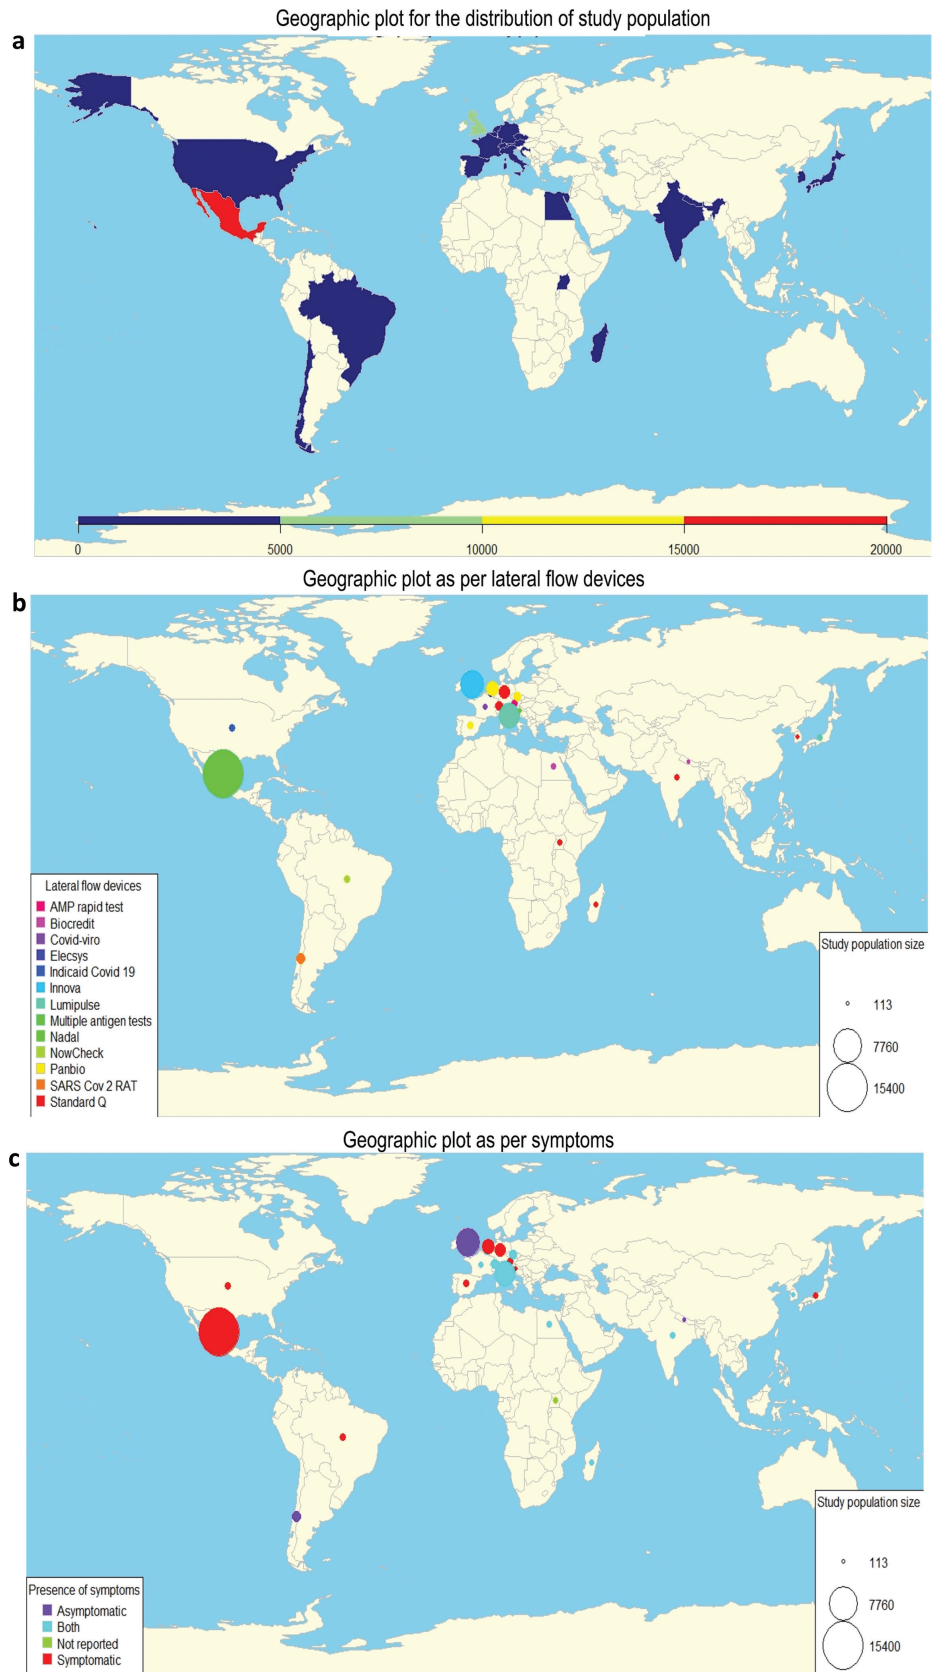 Geographic plot for the distribution of study population
a
0 5000 10000 15000 20000
Geographic plot as per lateral flow devices
b
Lateral flow devices
AMP rapid test
Biocredit
Covid-viro
Elecsys
Indicaid Covid 19
Innova
Lumipulse
Multiple antigen tests
Nadal
NowCheck
Panbio
SARS Cov 2 RAT
Standard Q
Study population size
113
7760
15400
Geographic plot as per symptoms
c
Presence of symptoms
Asymptomatic
Both
Not reported
Symptomatic
Study population size
113
7760
15400